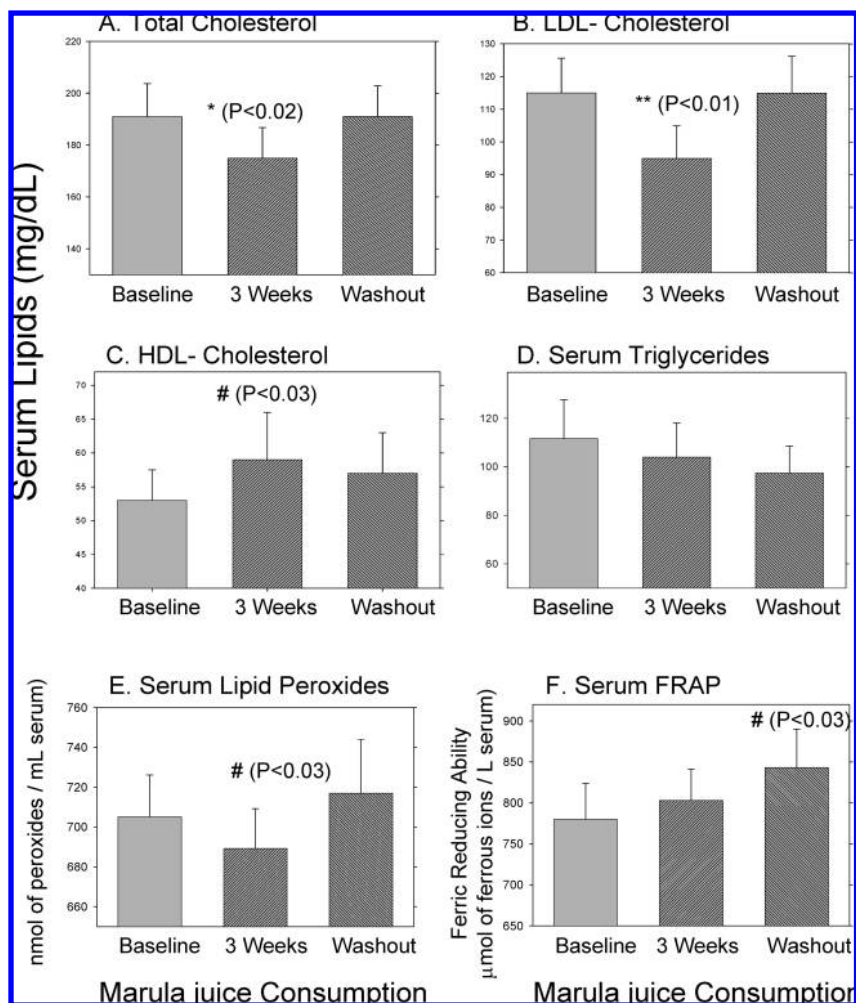 A. Total Cholesterol
220
200
180
160
140
* (P<0.02)
Baseline 3 Weeks Washout
B. LDL- Cholesterol
130
120
110
100
90
80
70
60
** (P<0.01)
Baseline 3 Weeks Washout
Serum Lipids (mg/dL)
C. HDL- Cholesterol
70
65
60
55
50
45
40
# (P<0.03)
Baseline 3 Weeks Washout
D. Serum Triglycerides
120
100
80
60
Baseline 3 Weeks Washout
E. Serum Lipid Peroxides
nmol of peroxides / mL serum)
760
740
720
700
680
660
# (P<0.03)
Baseline 3 Weeks Washout
Marula juice Consumption
F. Serum FRAP
Ferric Reducing Ability
μmol of ferrous ions / L serum)
900
850
800
750
700
650
# (P<0.03)
Baseline 3 Weeks Washout
Marula juice Consumption